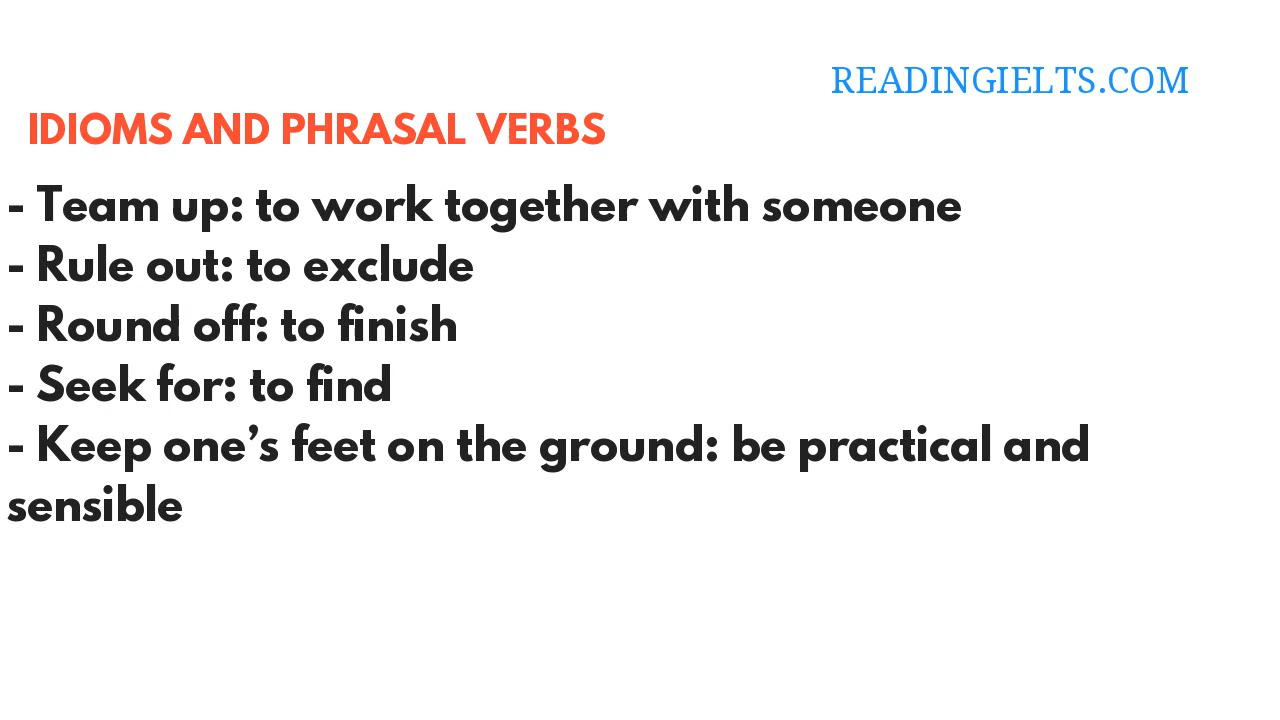 READINGIELTS.COM
IDIOMS AND PHRASAL VERBS
- Team up: to work together with someone
- Rule out: to exclude
- Round off: to finish
- Seek for: to find
- Keep one’s feet on the ground: be practical and
sensible